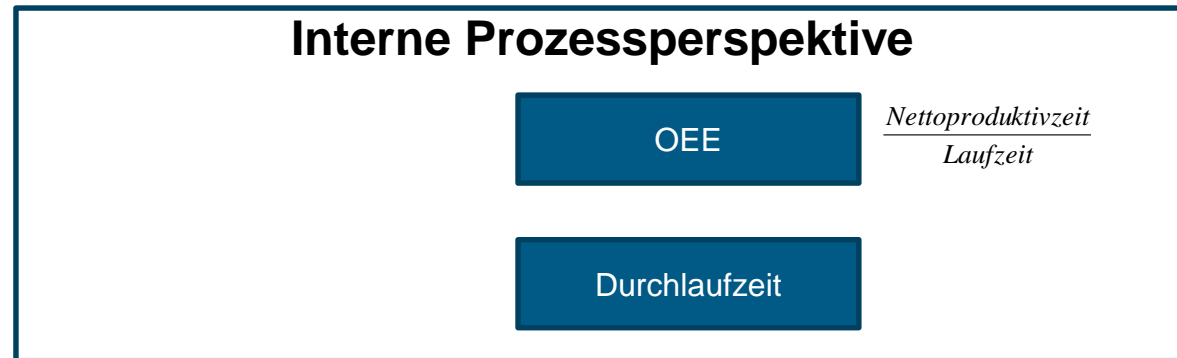 Interne Prozessperspektive
OEE
Nettoproduktivzeit
Laufzeit
Durchlaufzeit